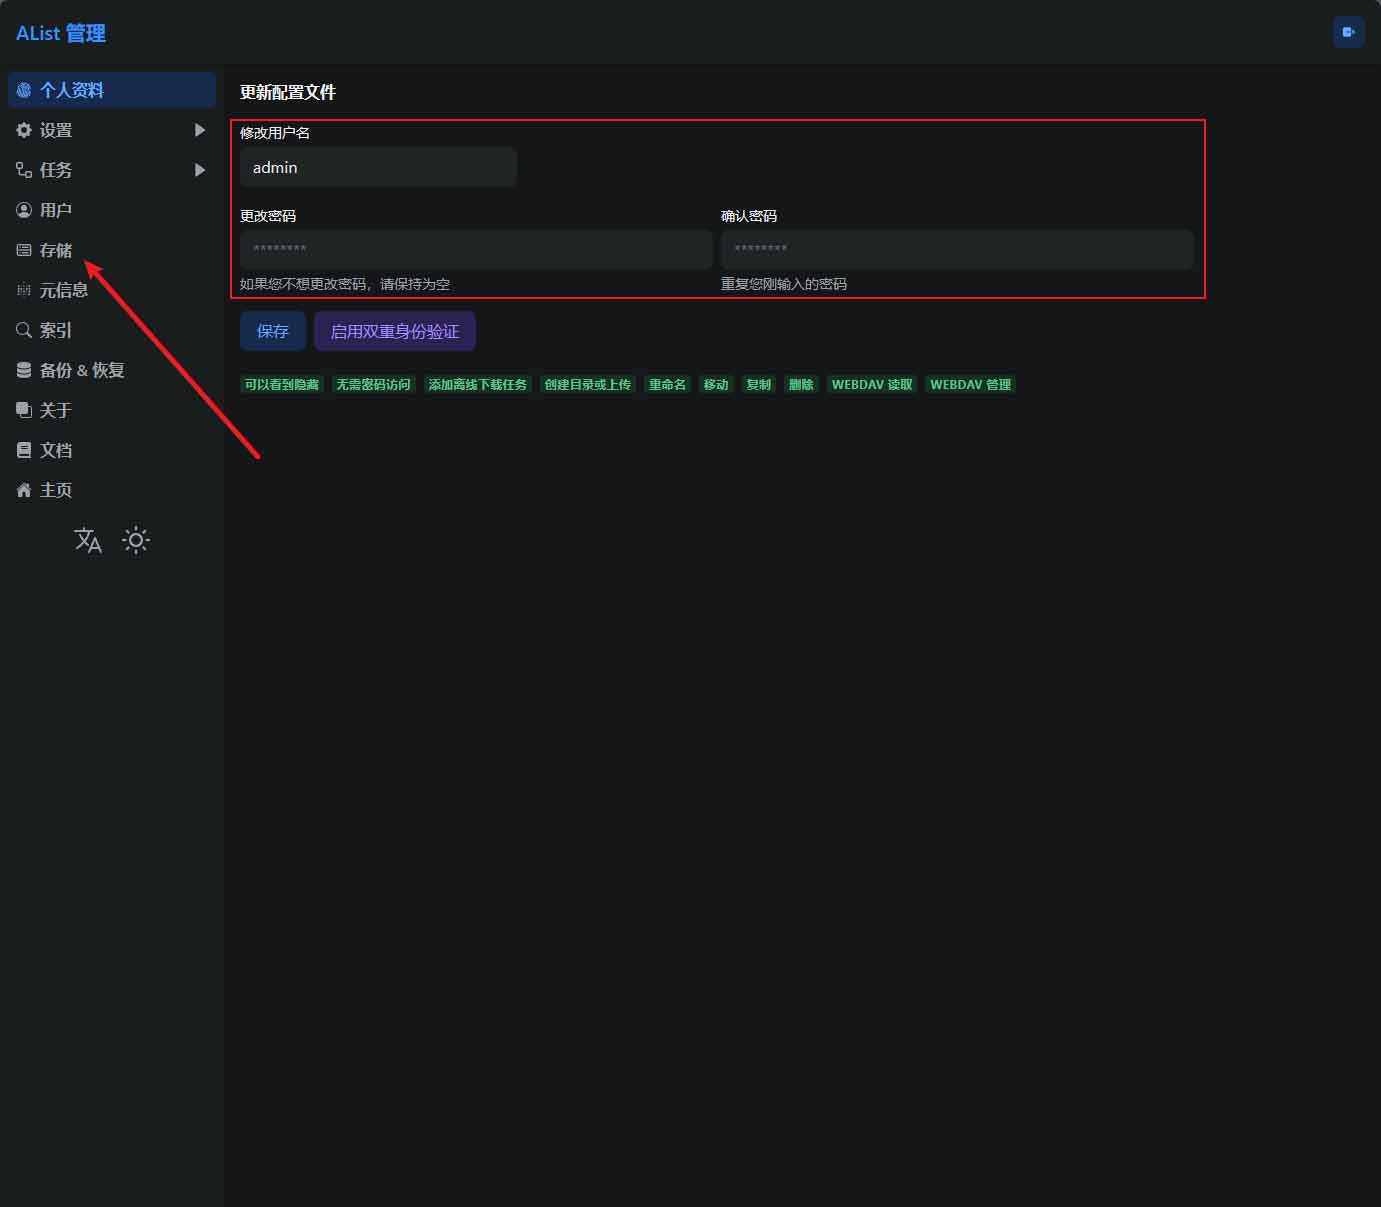 AList 管理
个人资料
设置
任务
用户
存储
元信息
索引
备份 & 恢复
关于
文档
主页
更新配置文件
修改用户名
admin
更改密码
********
如果您不想更改密码，请保持为空
确认密码
********
重复您刚输入的密码
保存 启用双重身份验证
可以看到隐藏 无需密码访问 添加离线下载任务 创建目录或上传 重命名 移动 复制 删除 WEBDAV 读取 WEBDAV 管理